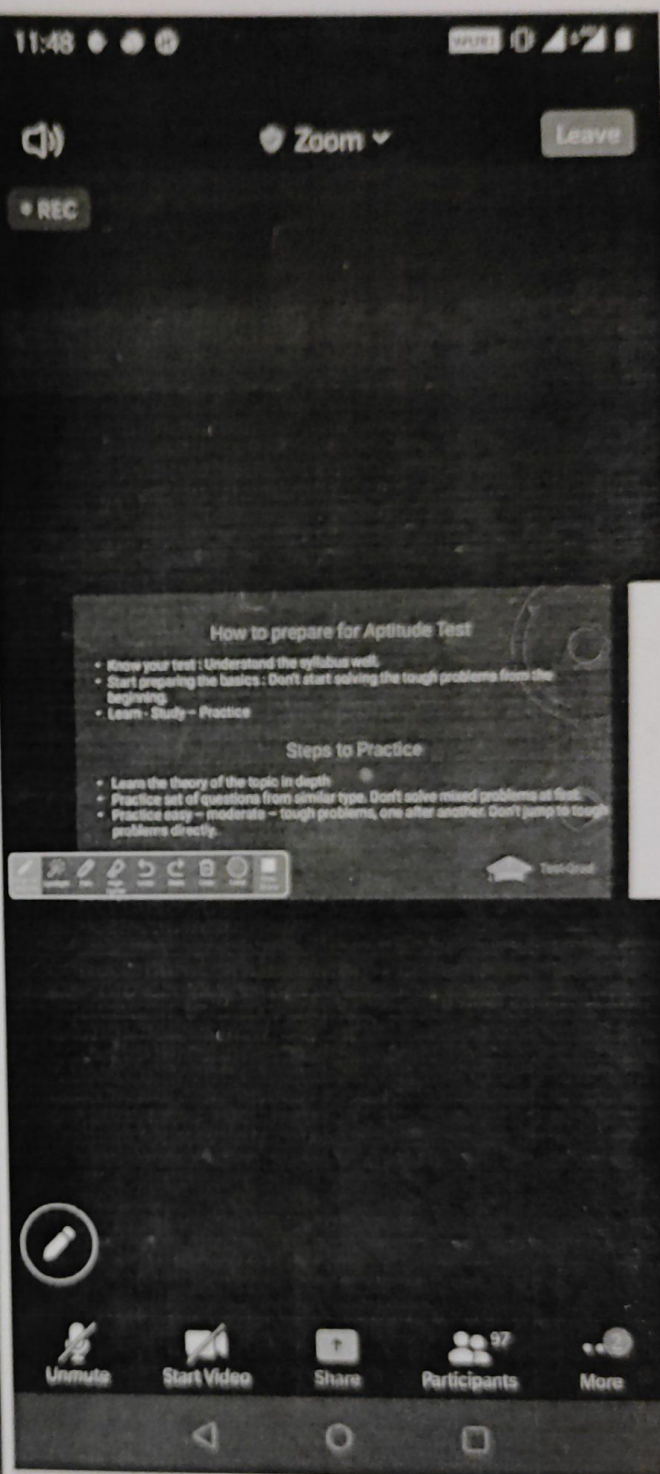 11:48
Zoom
Leave
REC
How to prepare for Aptitude Test
• Know your test : Understand the syllabus well.
• Start preparing the basics : Don't start solving the tough problems from the
beginning.
• Learn - Study – Practice
Steps to Practice
• Learn the theory of the topic in depth
• Practice set of questions from similar type. Don't solve mixed problems at first.
• Practice easy – moderate – tough problems, one after another. Don't jump to tough
problems directly.
97
2
Unmute
Start Video
Share
Participants
More